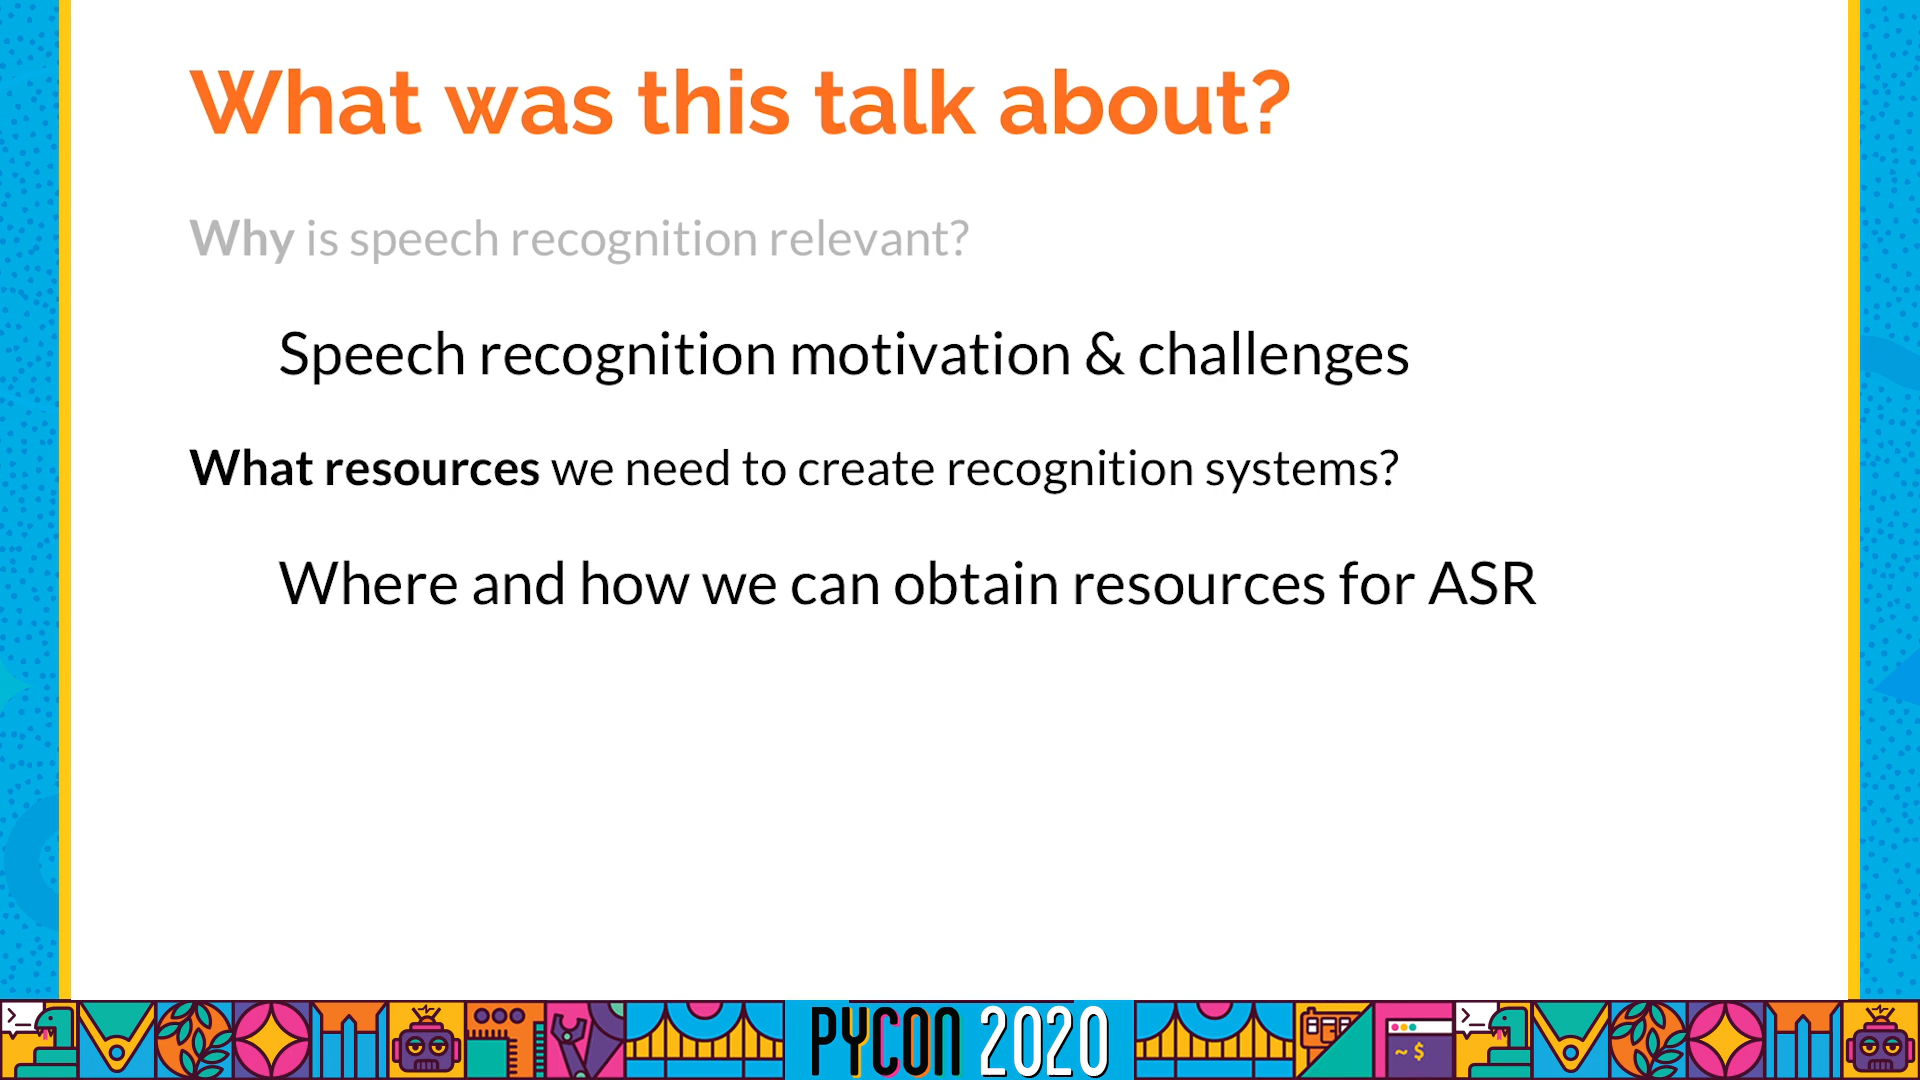 What was this talk about?
Why is speech recognition relevant?
Speech recognition motivation & challenges
What resources we need to create recognition systems?
Where and how we can obtain resources for ASR
PYCON 2020
~ $